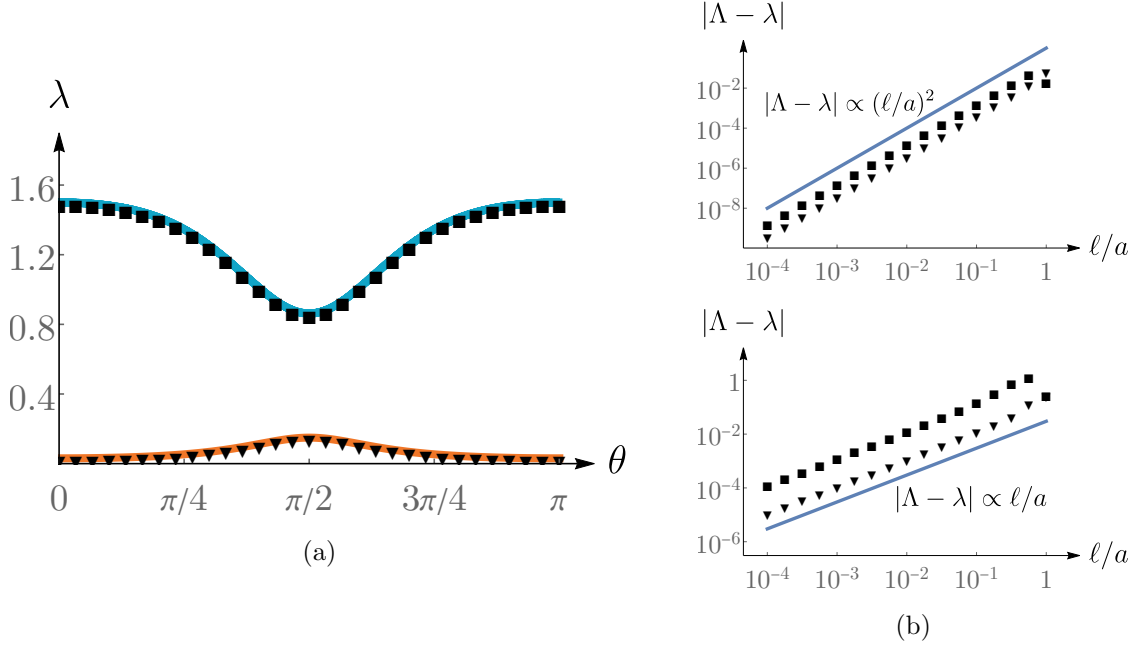 λ
1.6
1.2
0.8
0.4
0 π/4 π/2 3π/4 π θ
(a)
|Λ − λ|
10⁻²
10⁻⁴
10⁻⁶
10⁻⁸
|Λ − λ| ∝ (ℓ/a)²
10⁻⁴ 10⁻³ 10⁻² 10⁻¹ 1 ℓ/a
|Λ − λ|
1
10⁻²
10⁻⁴
10⁻⁶
|Λ − λ| ∝ ℓ/a
10⁻⁴ 10⁻³ 10⁻² 10⁻¹ 1 ℓ/a
(b)